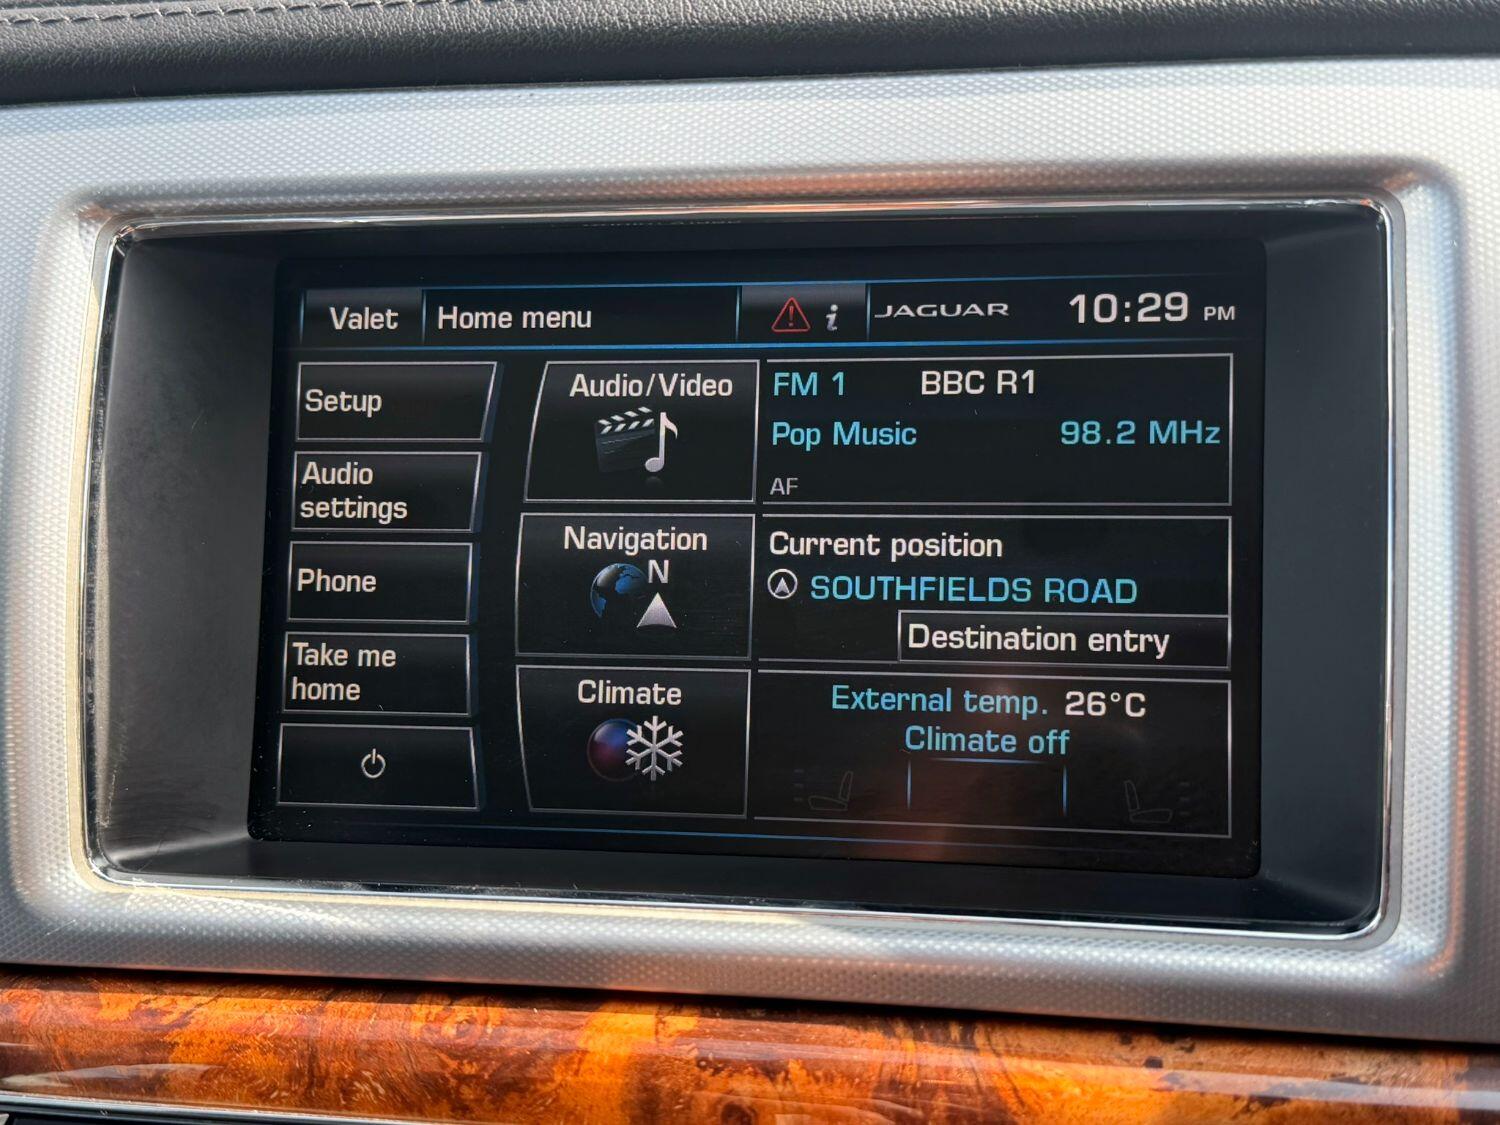 Valet
Home menu
i
JAGUAR
10:29 PM
Setup
Audio
settings
Phone
Take me
home
Audio/Video
FM 1
BBC R1
Pop Music
98.2 MHz
AF
Navigation
N
Current position
SOUTHFIELDS ROAD
Destination entry
Climate
External temp. 26°C
Climate off